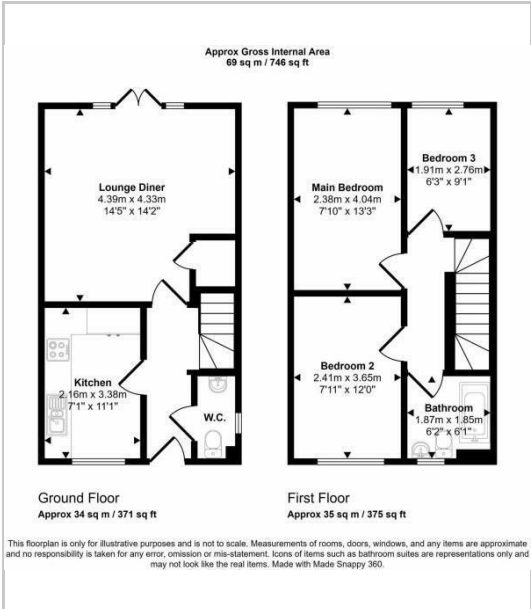 Approx Gross Internal Area
69 sq m / 746 sq ft
Lounge Diner
4.39m x 4.33m
14'5" x 14'2"
Kitchen
2.16m x 3.38m
7'1" x 11'1"
W.C.
Main Bedroom
2.38m x 4.04m
7'10" x 13'3"
Bedroom 3
1.91m x 2.76m
6'3" x 9'1"
Bedroom 2
2.41m x 3.65m
7'11" x 12'0"
Bathroom
1.87m x 1.85m
6'2" x 6'1"
Ground Floor
Approx 34 sq m / 371 sq ft
First Floor
Approx 35 sq m / 375 sq ft
This floorplan is only for illustrative purposes and is not to scale. Measurements of rooms, doors, windows, and any items are approximate
and no responsibility is taken for any error, omission or mis-statement. Icons of items such as bathroom suites are representations only and
may not look like the real items. Made with Made Snappy 360.